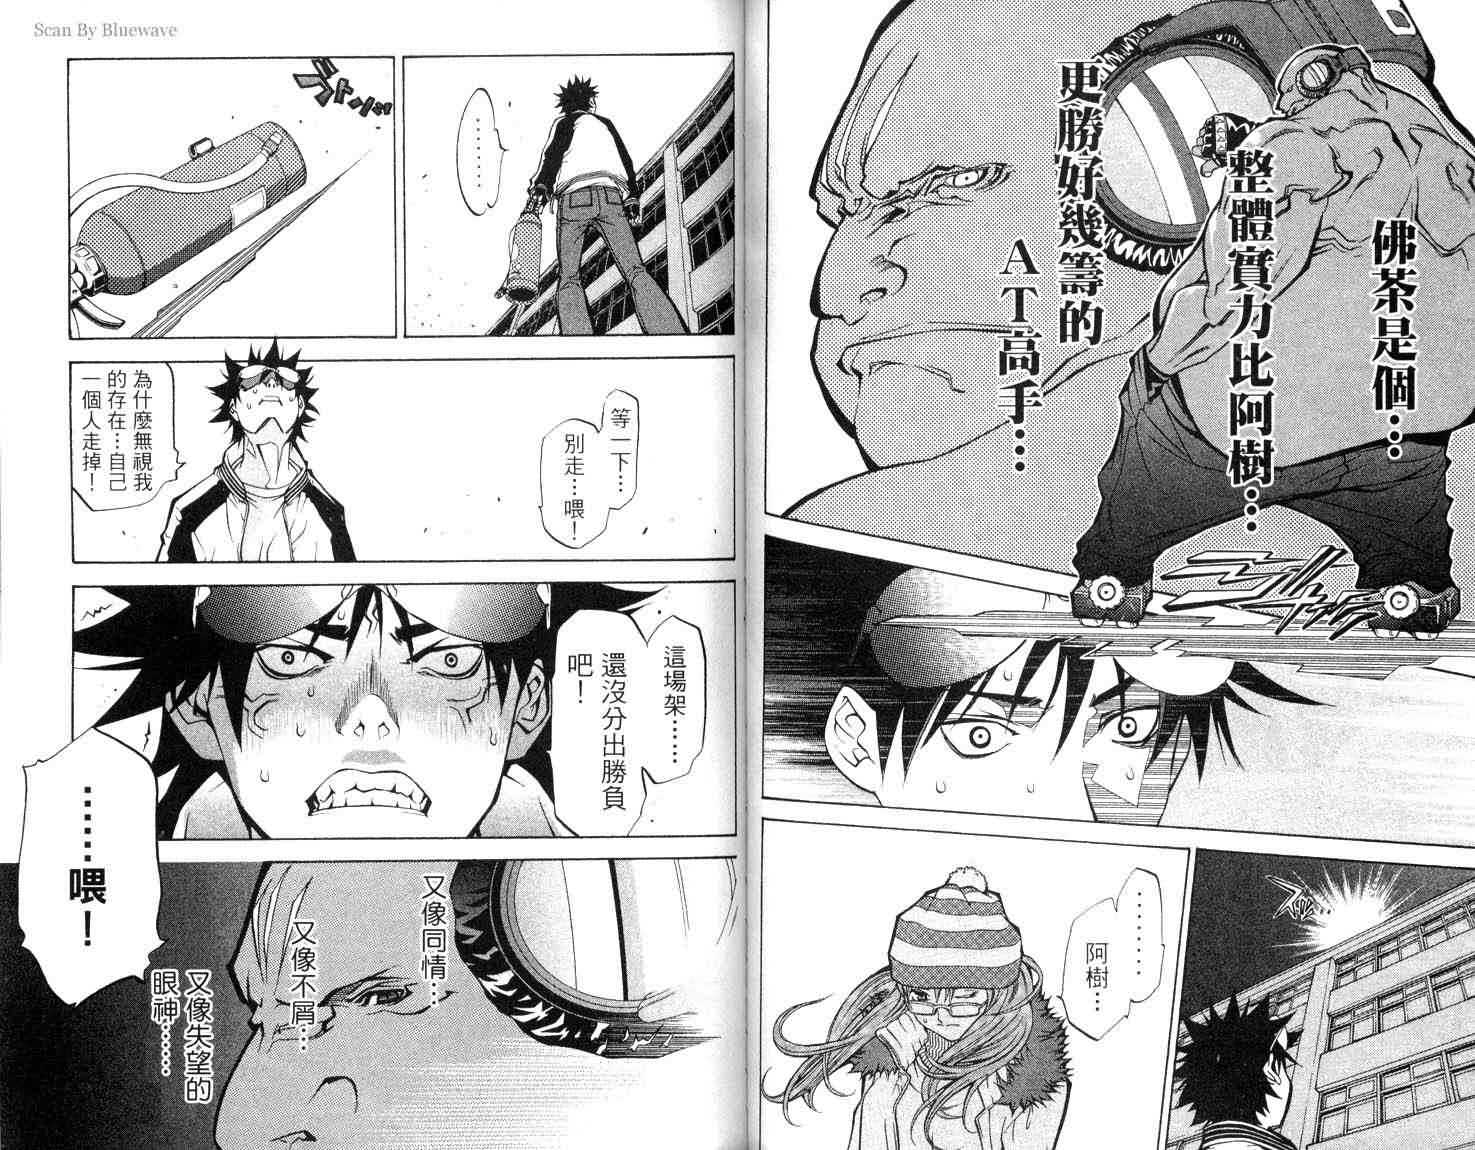 Scan By Bluewave
佛茶是個…
整體實力比阿樹…
更勝好幾籌的
AT高手…
……
阿樹…
……
等一下…
別走…喂！
為什麼無視我
的存在…自己
一個人走掉！
這場架……
還沒分出勝負
吧！
又像同情…
又像不屑…
又像失望的
眼神……
……喂！